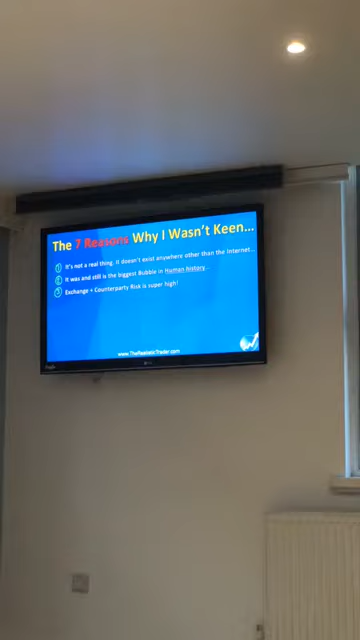 The 7 Reasons Why I Wasn't Keen...
1 It's not a real thing. It doesn't exist anywhere other than the Internet...
2 It was and still is the biggest Bubble in Human history...
3 Exchange + Counterparty Risk is super high!
www.TheRealisticTrader.com
LG